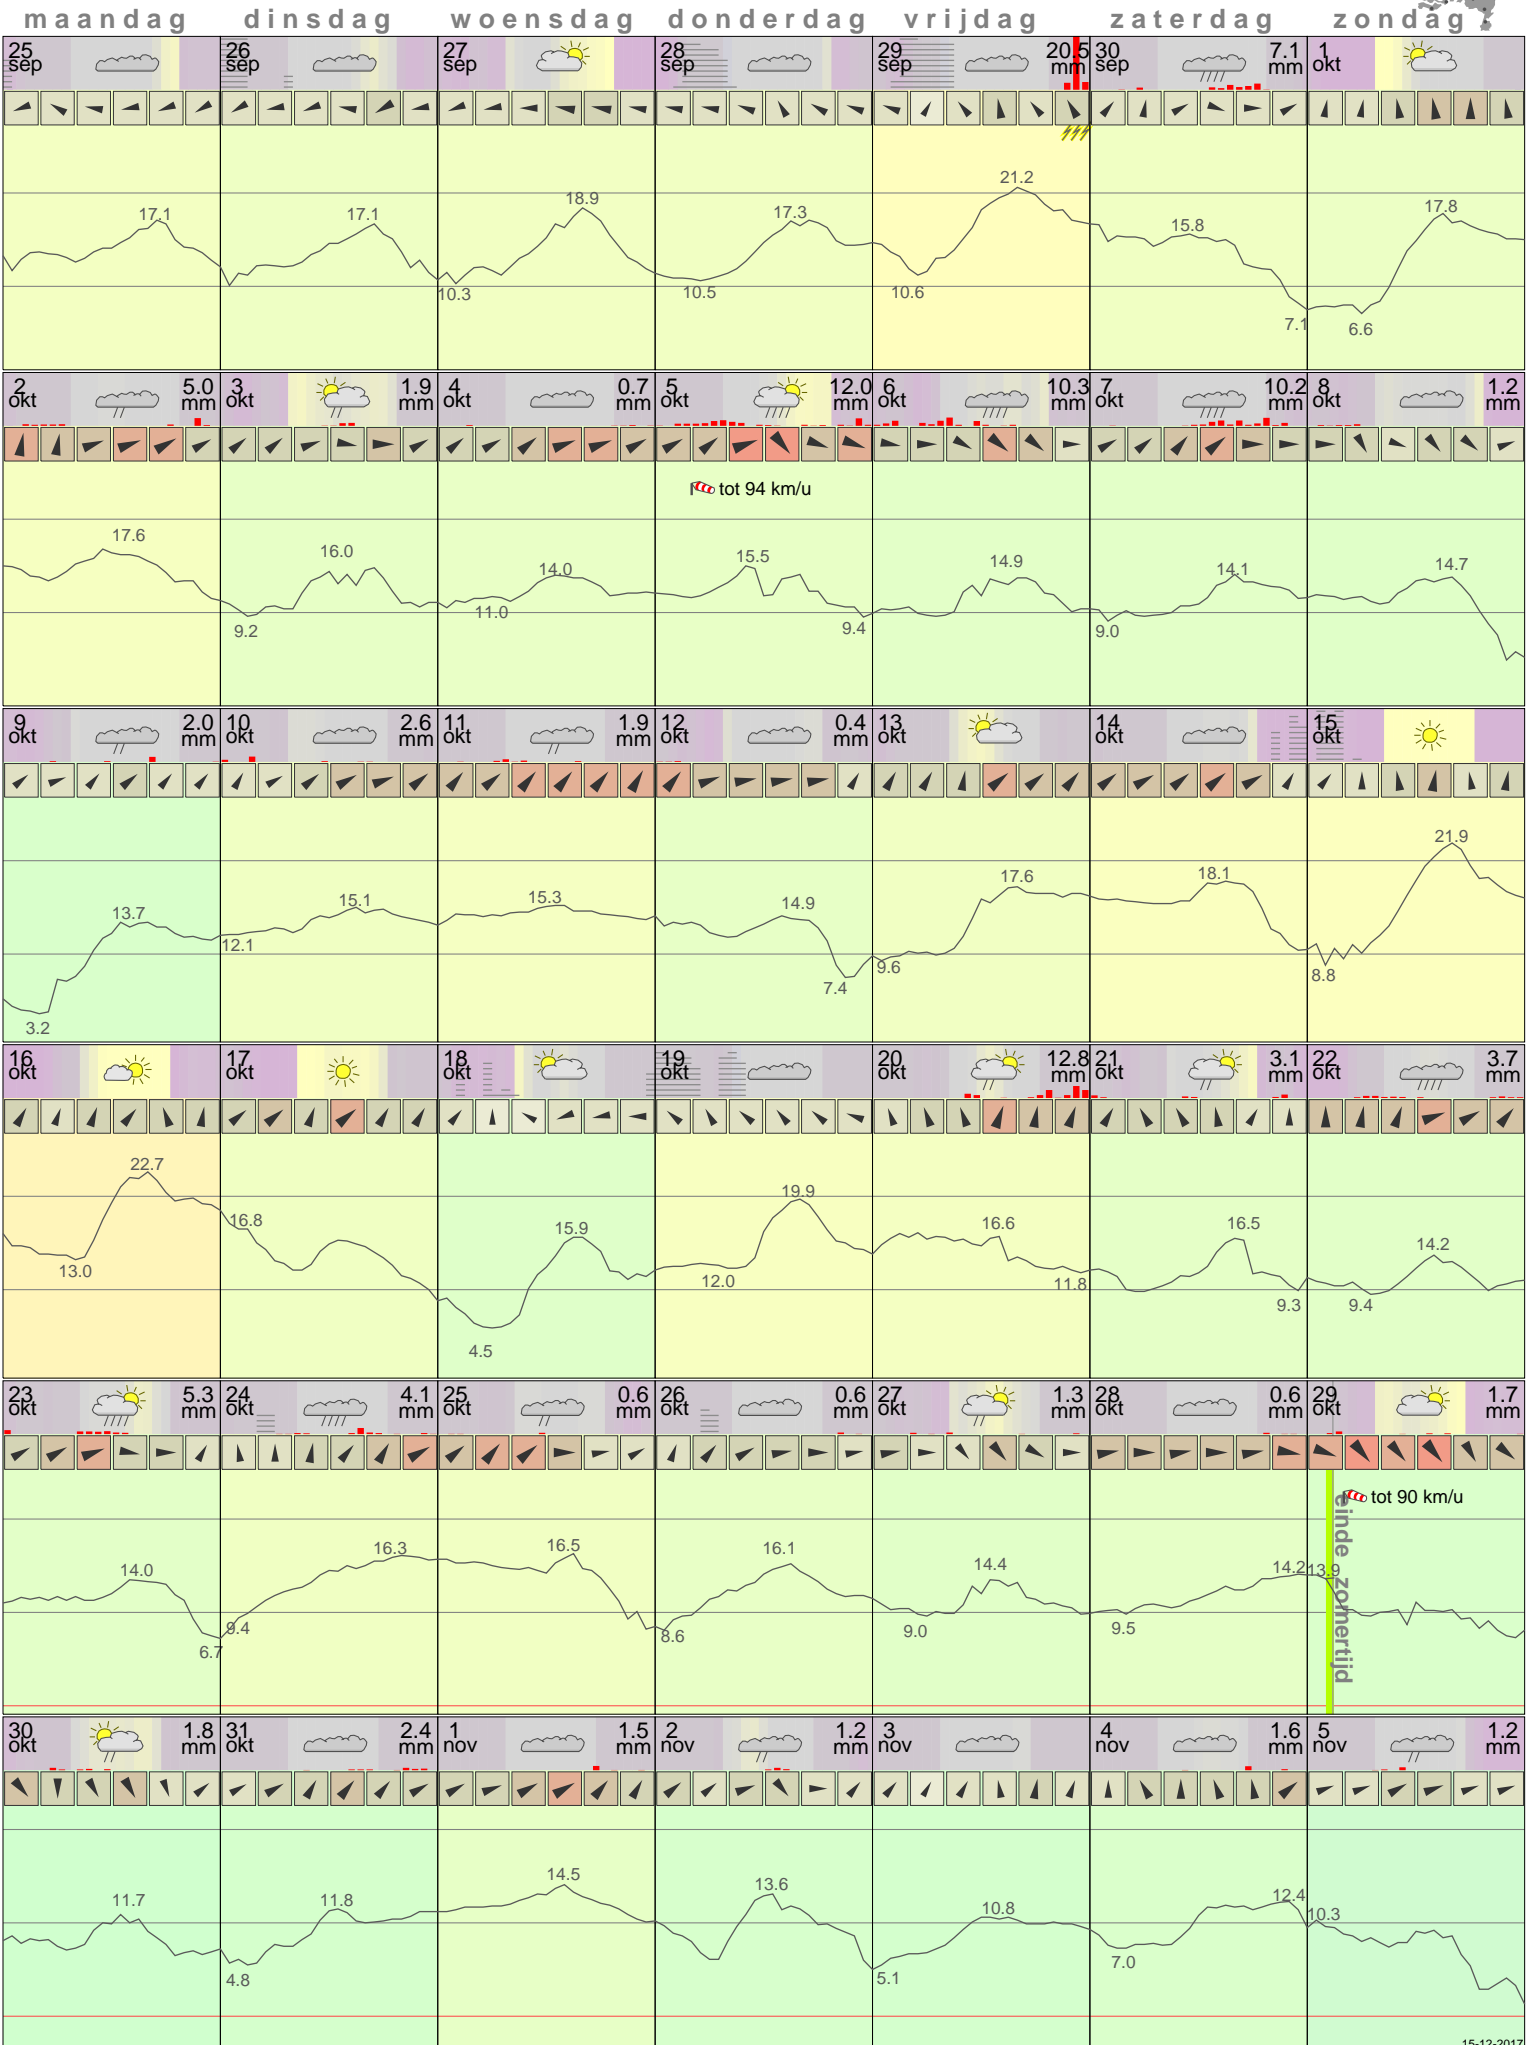 maandag dinsdag woensdag donderdag vrijdag zaterdag zondag
25 26 27 28 29 20.5 30 7.1 1
sep sep sep sep sep mm sep mm okt
17.1 17.1 18.9 17.3 21.2 15.8 17.8
10.3 10.5 10.6 7.1 6.6
2 5.0 3 1.9 4 0.7 5 12.0 6 10.3 7 10.2 8 1.2
okt mm okt mm okt mm okt mm okt mm okt mm okt mm
tot 94 km/u
17.6 16.0 14.0 15.5 14.9 14.1 14.7
9.2 11.0 9.4 9.0
9 2.0 10 2.6 11 1.9 12 0.4 13 14 15
okt mm okt mm okt mm okt mm okt okt okt
13.7 15.1 15.3 14.9 17.6 18.1 21.9
3.2 12.1 7.4 9.6 8.8
16 17 18 19 20 12.8 21 3.1 22 3.7
okt okt okt okt okt mm okt mm okt mm
22.7 16.8 15.9 19.9 16.6 16.5 14.2
13.0 4.5 12.0 11.8 9.3 9.4
23 5.3 24 4.1 25 0.6 26 0.6 27 1.3 28 0.6 29 1.7
okt mm okt mm okt mm okt mm okt mm okt mm okt mm
tot 90 km/u
einde zomertijd
14.0 16.3 16.5 16.1 14.4 14.2 13.9
6.7 9.4 8.6 9.0 9.5
30 1.8 31 2.4 1 1.5 2 1.2 3 4 1.6 5 1.2
okt mm okt mm nov mm nov mm nov nov mm nov mm
11.7 11.8 14.5 13.6 10.8 12.4 10.3
4.8 5.1 7.0
15-12-2017